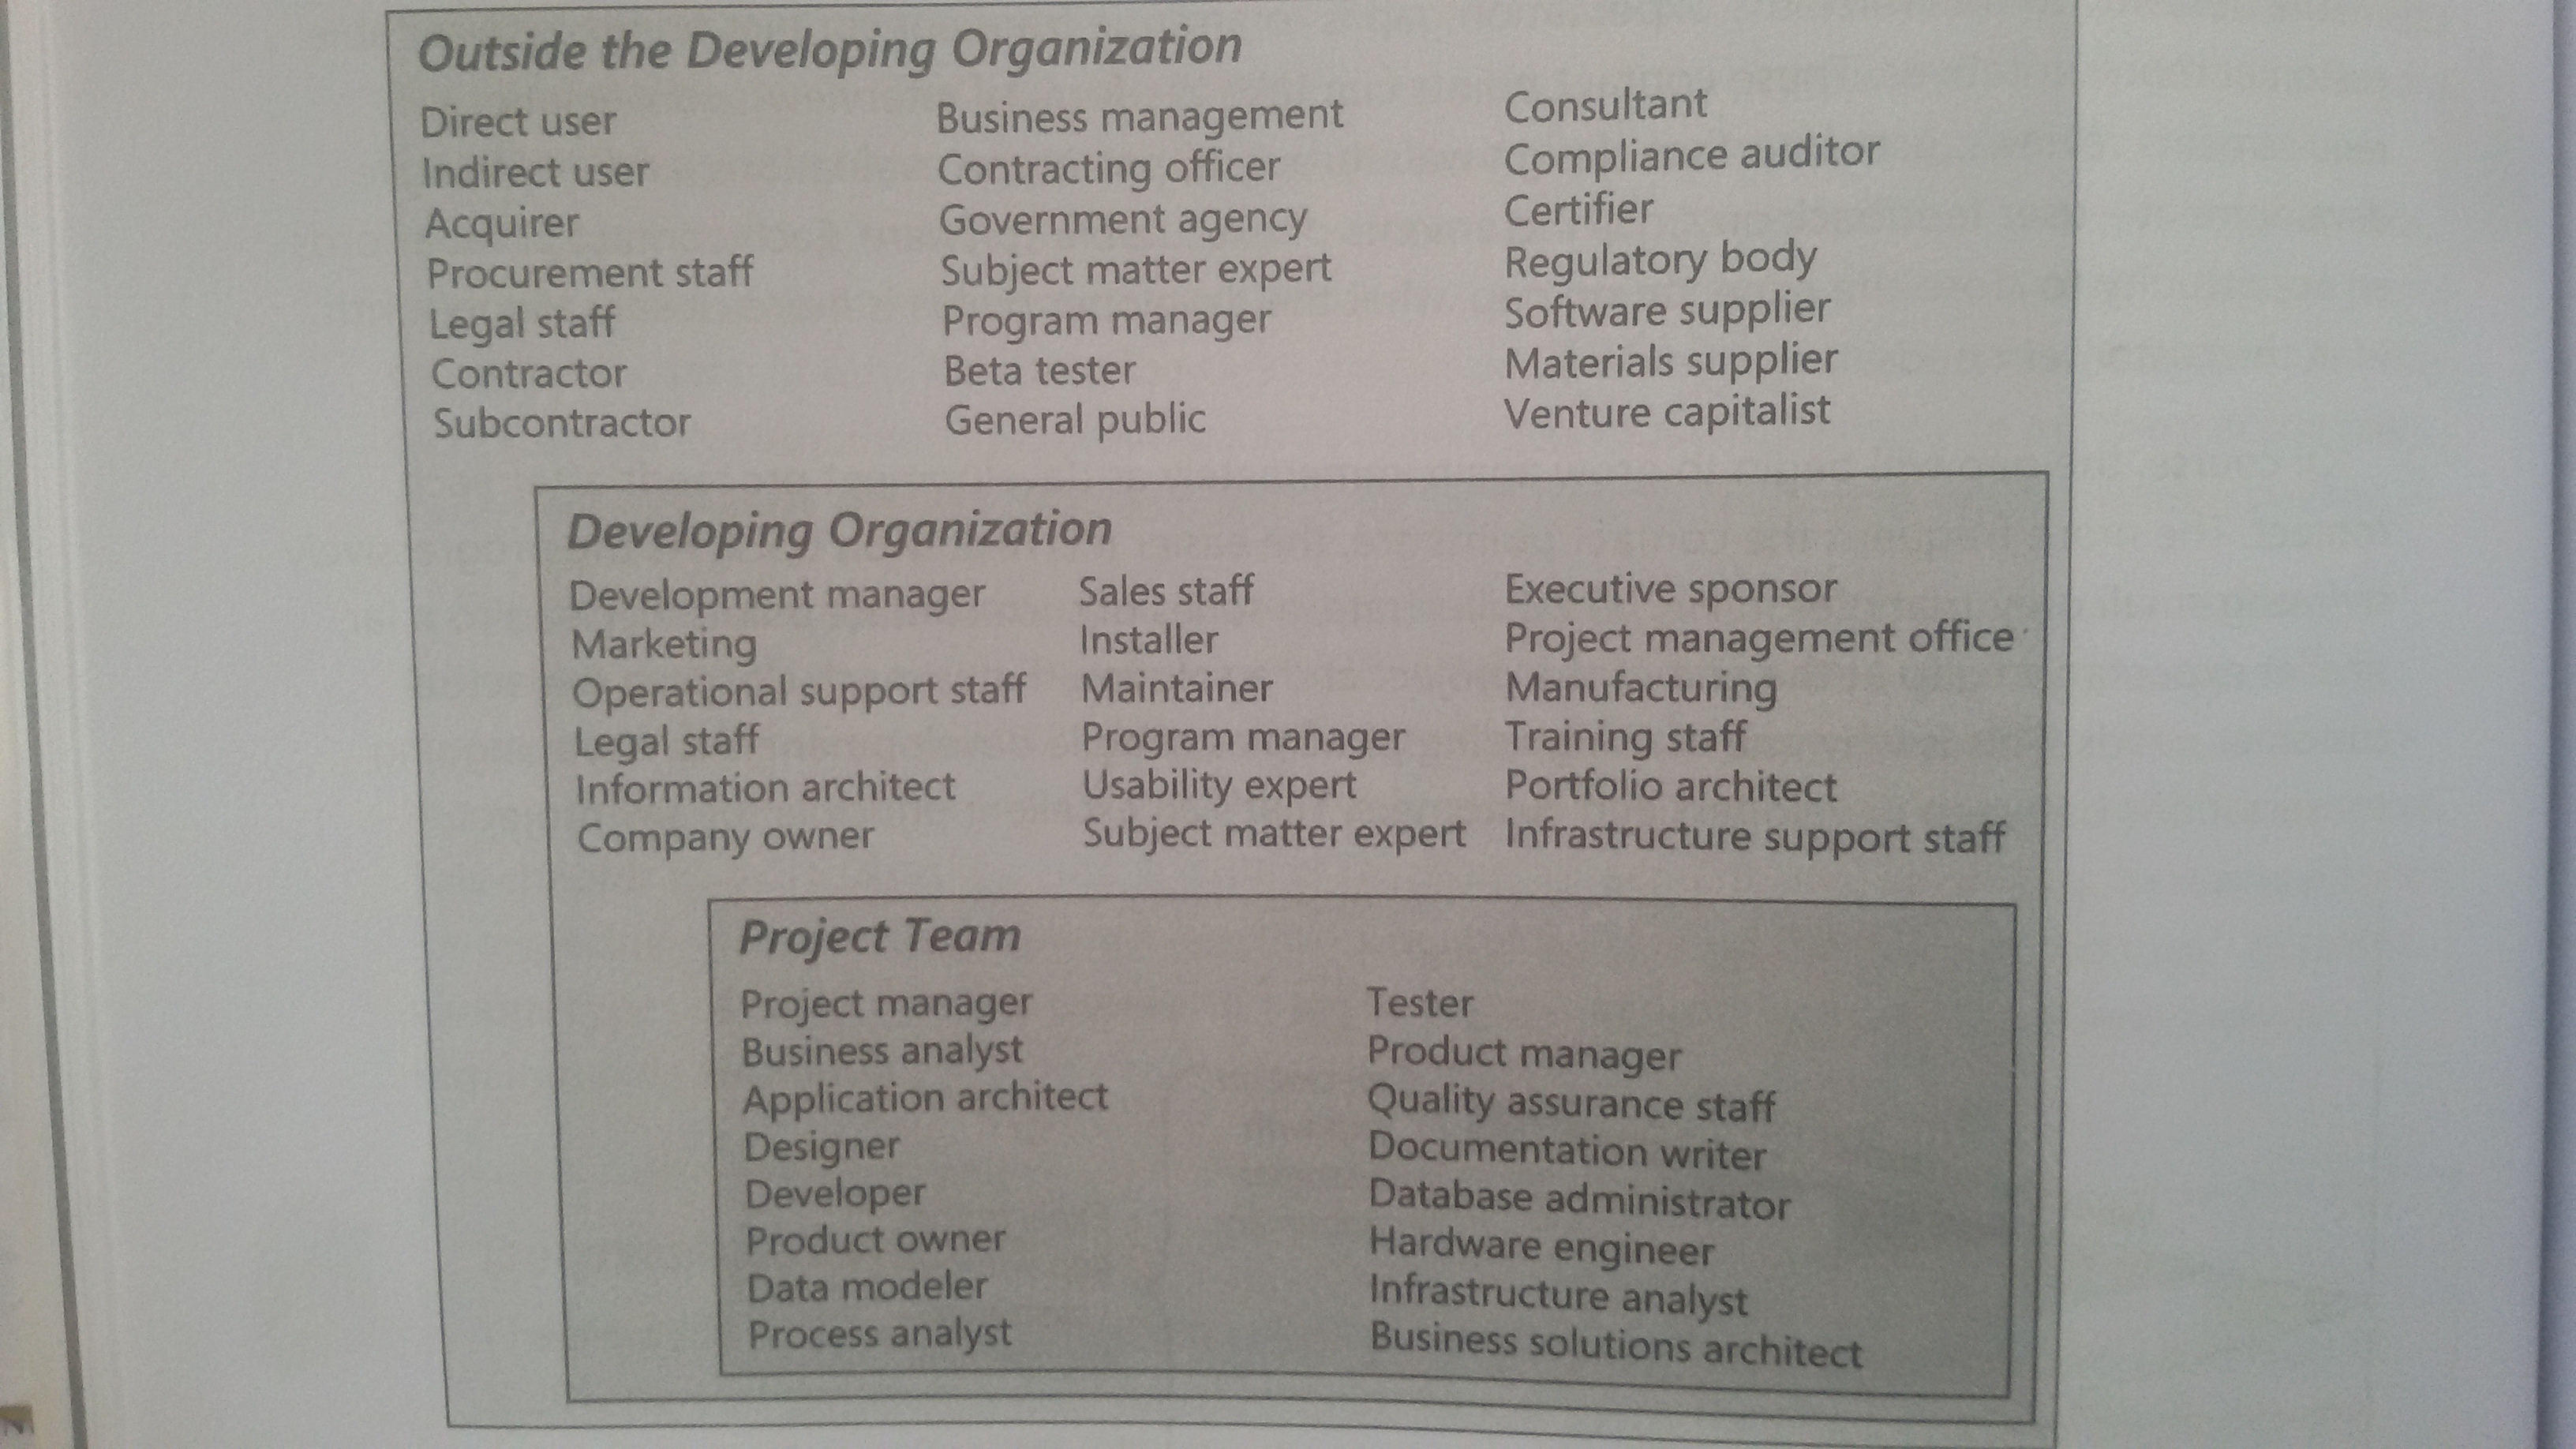 Outside the Developing Organization
Direct user Business management Consultant
Indirect user Contracting officer Compliance auditor
Acquirer Government agency Certifier
Procurement staff Subject matter expert Regulatory body
Legal staff Program manager Software supplier
Contractor Beta tester Materials supplier
Subcontractor General public Venture capitalist
Developing Organization
Development manager Sales staff Executive sponsor
Marketing Installer Project management office
Operational support staff Maintainer Manufacturing
Legal staff Program manager Training staff
Information architect Usability expert Portfolio architect
Company owner Subject matter expert Infrastructure support staff
Project Team
Project manager Tester
Business analyst Product manager
Application architect Quality assurance staff
Designer Documentation writer
Developer Database administrator
Product owner Hardware engineer
Data modeler Infrastructure analyst
Process analyst Business solutions architect